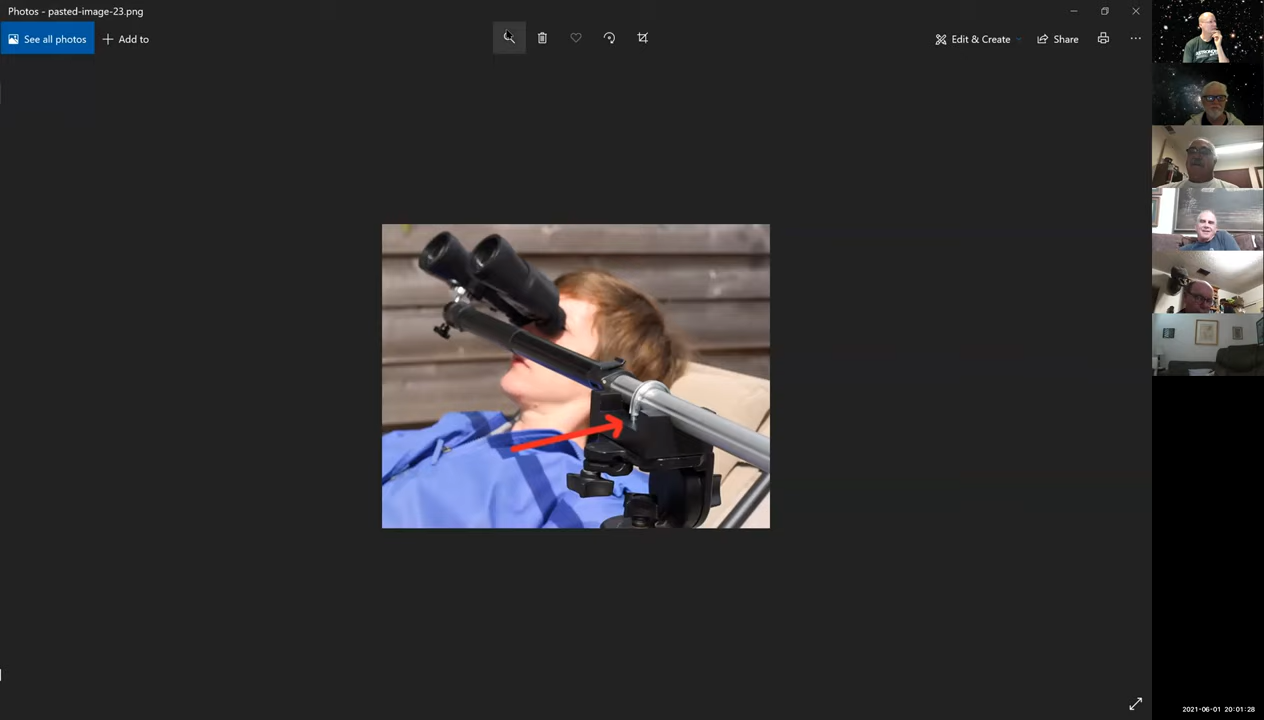 Photos - pasted-image-23.png
See all photos
Add to
Edit & Create
Share
2021-06-01 20:01:28